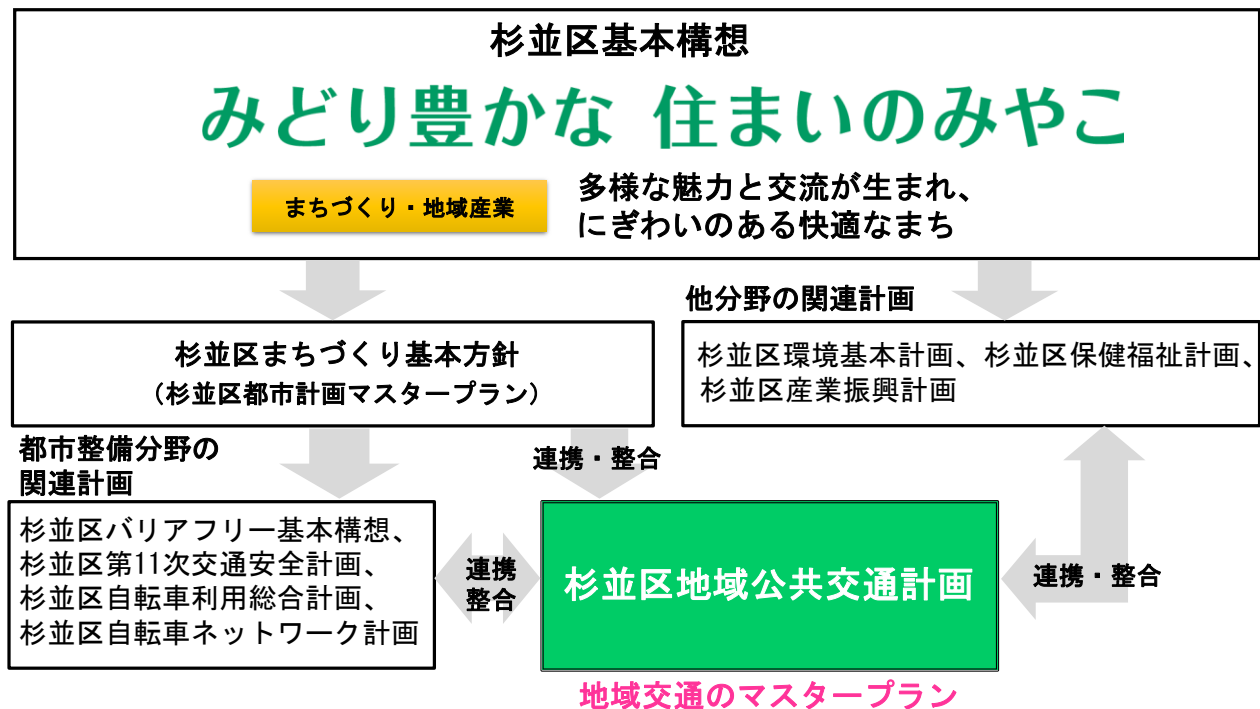 杉並区基本構想
みどり豊かな 住まいのみやこ
まちづくり・地域産業
多様な魅力と交流が生まれ、
にぎわいのある快適なまち
他分野の関連計画
杉並区まちづくり基本方針
（杉並区都市計画マスタープラン）
杉並区環境基本計画、杉並区保健福祉計画、
杉並区産業振興計画
都市整備分野の
関連計画
連携・整合
杉並区バリアフリー基本構想、
杉並区第11次交通安全計画、
杉並区自転車利用総合計画、
杉並区自転車ネットワーク計画
連携
整合
杉並区地域公共交通計画
連携・整合
地域交通のマスタープラン